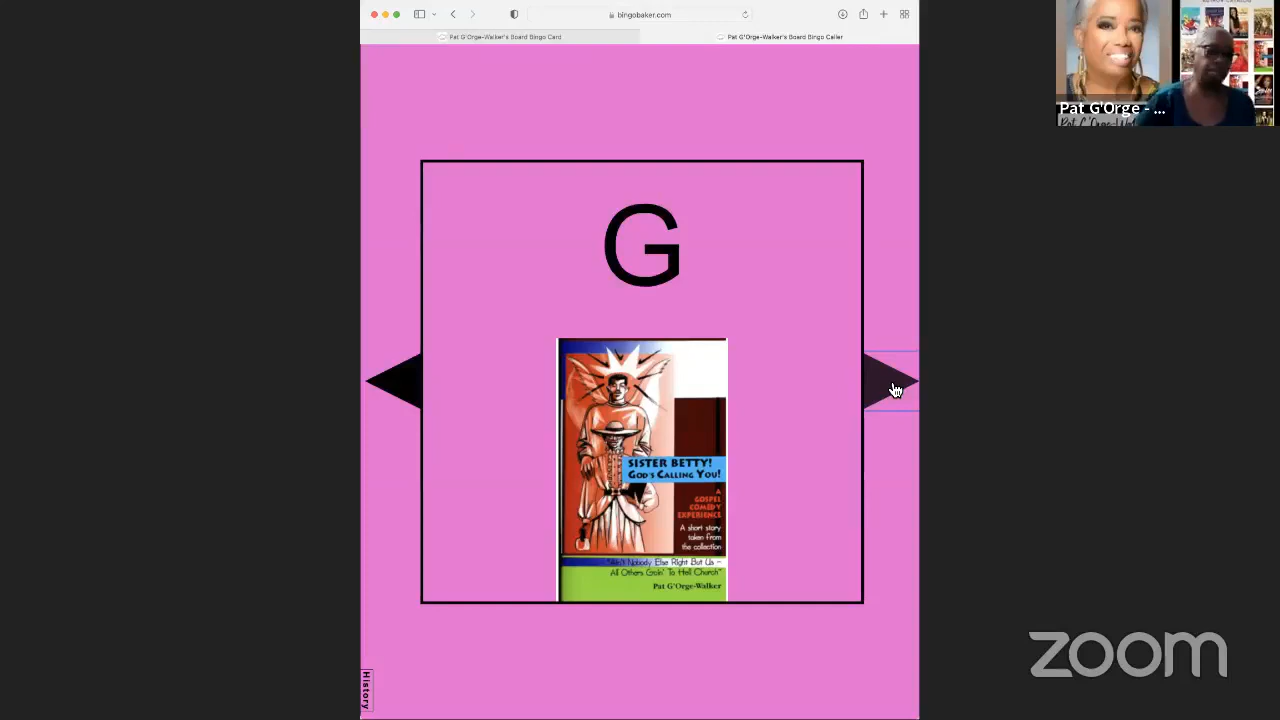 bingobaker.com
Pat G'Orge-Walker's Board Bingo Card
Pat G'Orge-Walker's Board Bingo Caller
Pat G'Orge - ...
G
SISTER BETTY!
GOD'S CALLING YOU!
A
GOSPEL
COMEDY
EXPERIENCE
A short story
taken from
the collection
"Ain't Nobody Else Right But Us –
All Others Goin' To Hell Church"
Pat G'Orge-Walker
History
zoom